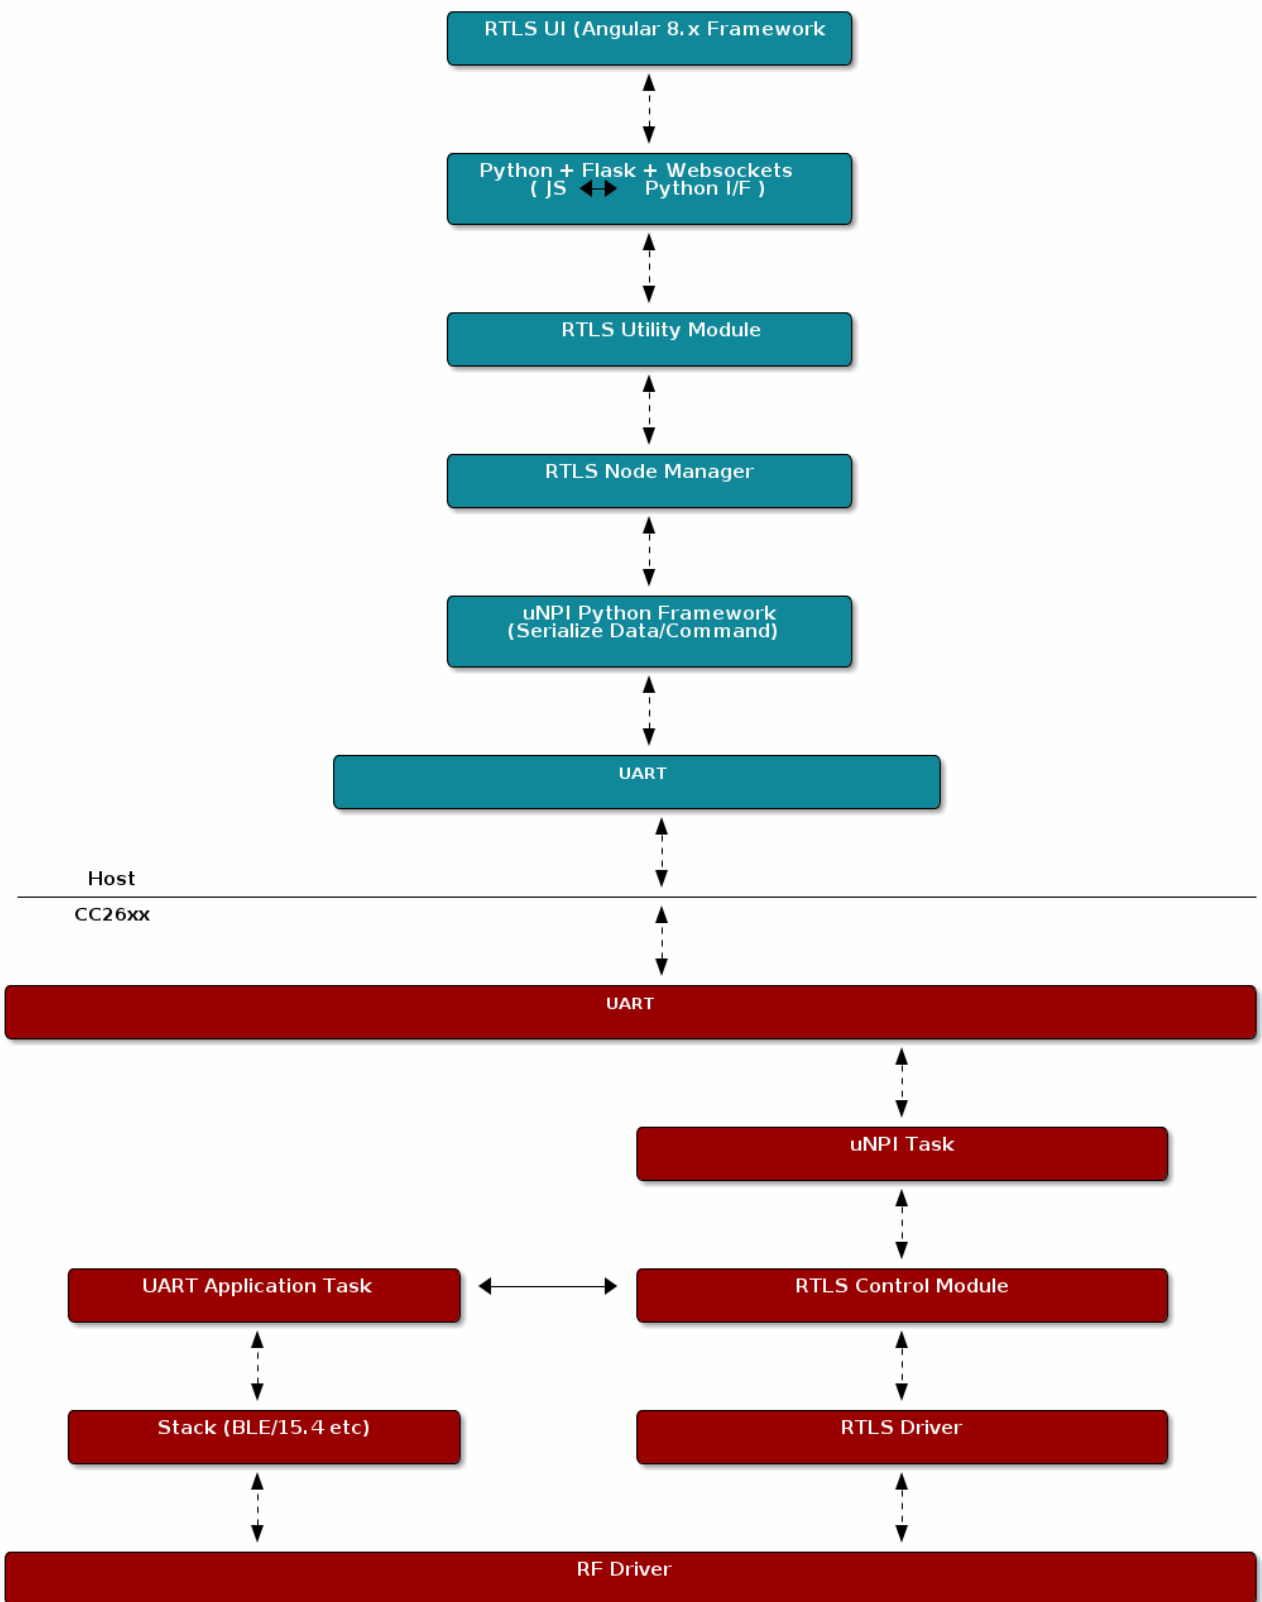 RTLS UI (Angular 8.x Framework
Python + Flask + Websockets
( JS Python I/F )
RTLS Utility Module
RTLS Node Manager
uNPI Python Framework
(Serialize Data/Command)
UART
Host
CC26xx
UART
uNPI Task
UART Application Task
RTLS Control Module
Stack (BLE/15.4 etc)
RTLS Driver
RF Driver